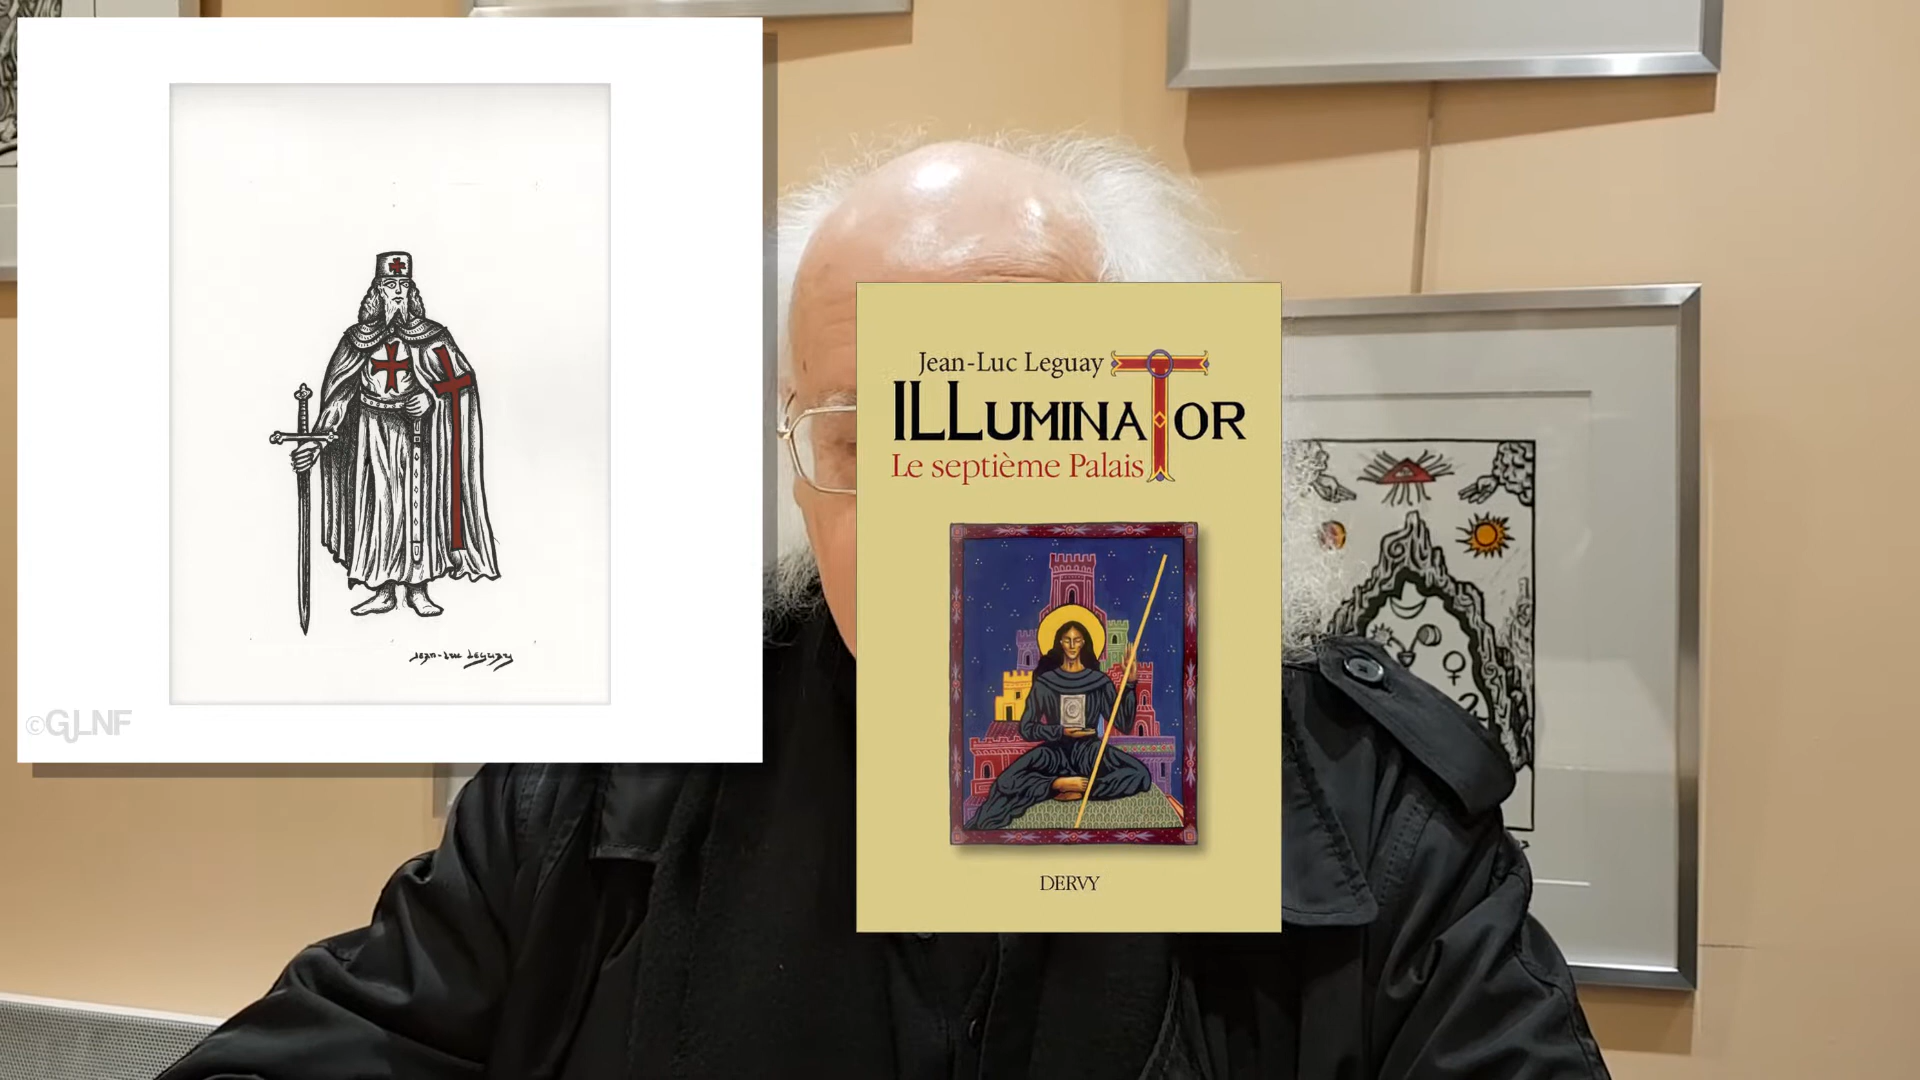 Jean-Luc Leguay
©GLNF
Jean-Luc Leguay
ILLUMINATOR
Le septième Palais
DERVY